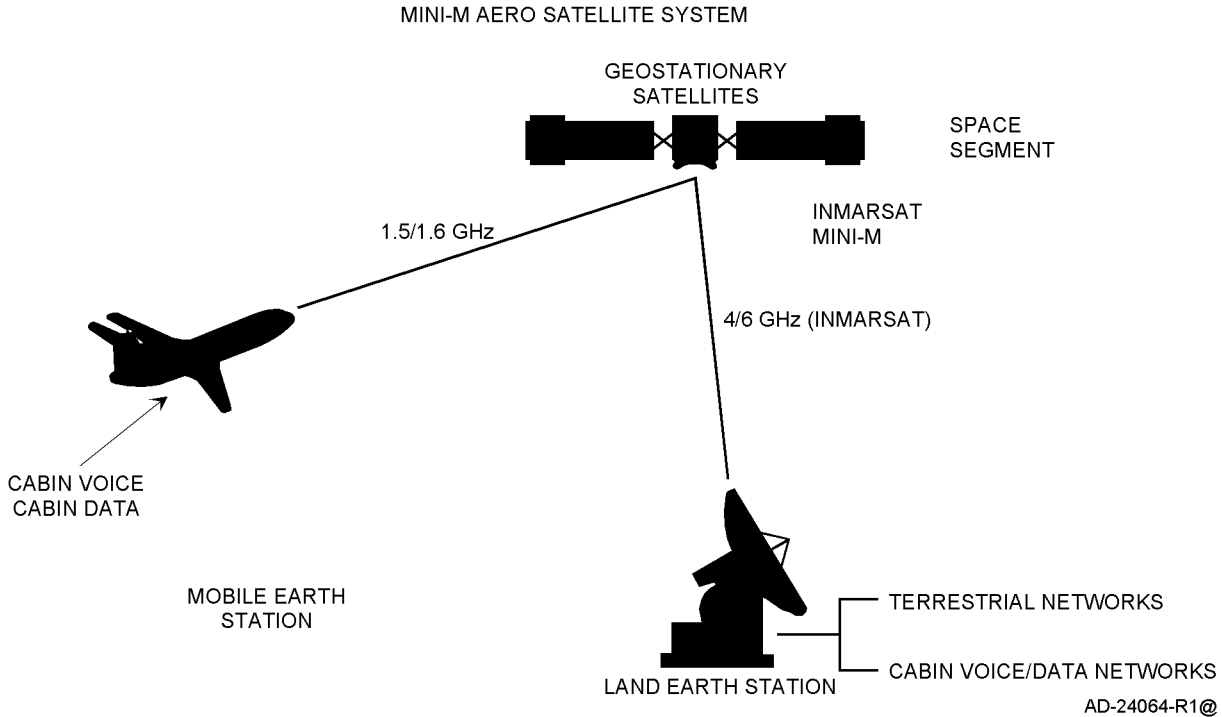 MINI-M AERO SATELLITE SYSTEM
GEOSTATIONARY
SATELLITES
SPACE
SEGMENT
INMARSAT
MINI-M
1.5/1.6 GHz
4/6 GHz (INMARSAT)
CABIN VOICE
CABIN DATA
MOBILE EARTH
STATION
TERRESTRIAL NETWORKS
CABIN VOICE/DATA NETWORKS
LAND EARTH STATION
AD-24064-R1@